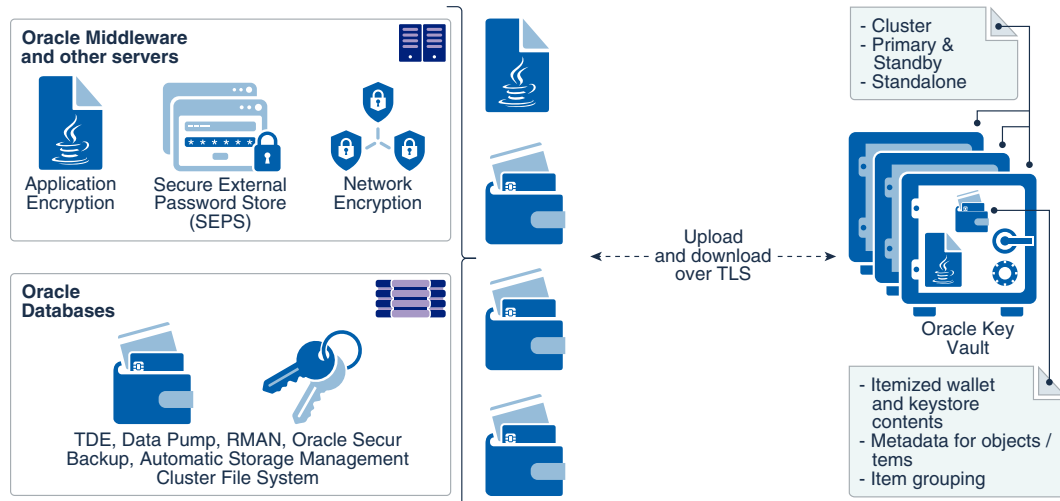 Oracle Middleware
and other servers
Application
Encryption
Secure External
Password Store
(SEPS)
Network
Encryption
Oracle
Databases
TDE, Data Pump, RMAN, Oracle Secur
Backup, Automatic Storage Management
Cluster File System
Upload
and download
over TLS
- Cluster
- Primary &
Standby
- Standalone
Oracle Key
Vault
- Itemized wallet
and keystore
contents
- Metadata for objects /
tems
- Item grouping